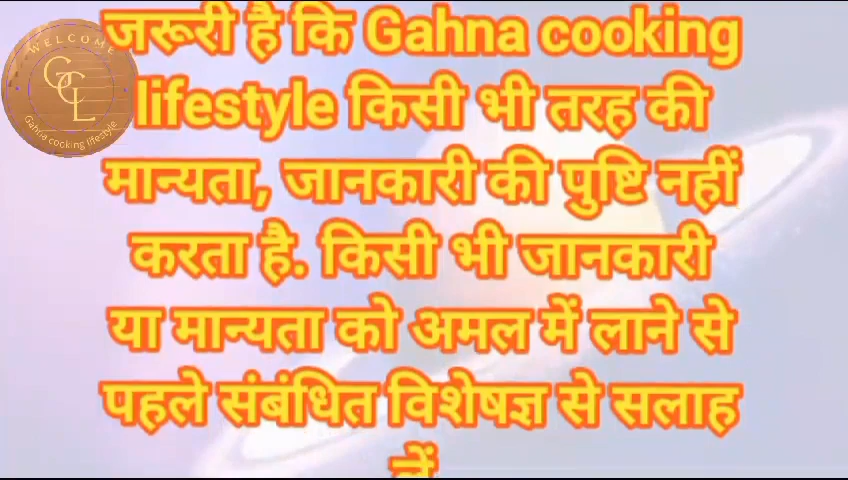 WELCOME
GCL
Gahna cooking lifestyle
जरूरी है कि Gahna cooking
lifestyle किसी भी तरह की
मान्यता, जानकारी की पुष्टि नहीं
करता है. किसी भी जानकारी
या मान्यता को अमल में लाने से
पहले संबंधित विशेषज्ञ से सलाह
लें